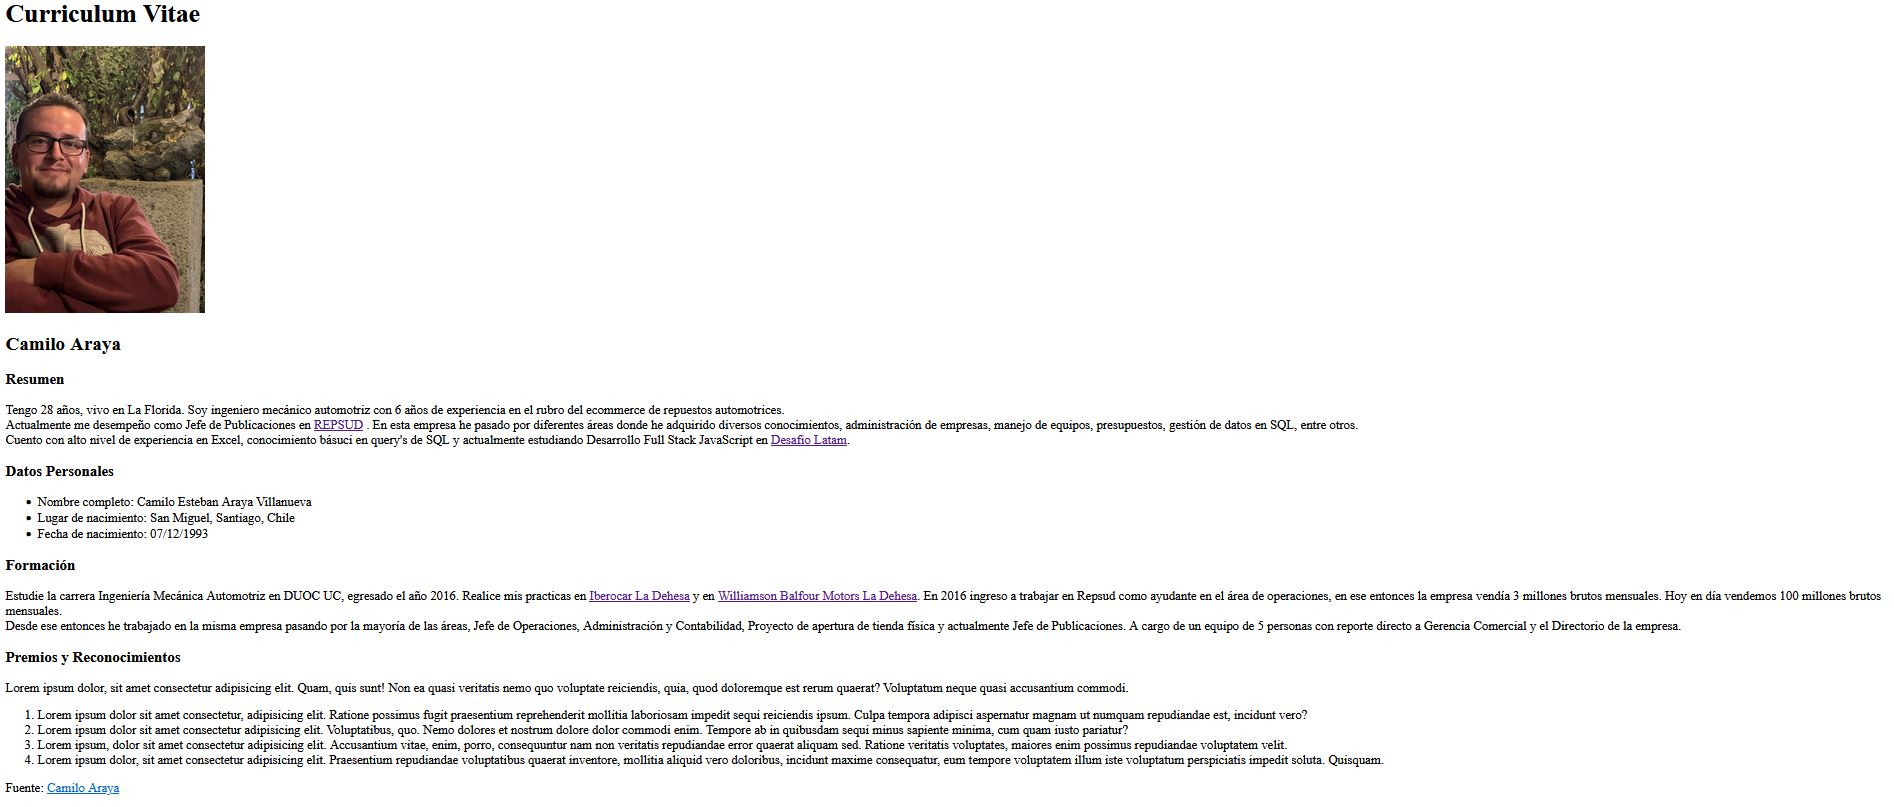 Curriculum Vitae
Camilo Araya
Resumen
Tengo 28 años, vivo en La Florida. Soy ingeniero mecánico automotriz con 6 años de experiencia en el rubro del ecommerce de repuestos automotrices.
Actualmente me desempeño como Jefe de Publicaciones en REPSUD . En esta empresa he pasado por diferentes áreas donde he adquirido diversos conocimientos, administración de empresas, manejo de equipos, presupuestos, gestión de datos en SQL, entre otros.
Cuento con alto nivel de experiencia en Excel, conocimiento básuci en query's de SQL y actualmente estudiando Desarrollo Full Stack JavaScript en Desafío Latam.
Datos Personales
• Nombre completo: Camilo Esteban Araya Villanueva
• Lugar de nacimiento: San Miguel, Santiago, Chile
• Fecha de nacimiento: 07/12/1993
Formación
Estudie la carrera Ingeniería Mecánica Automotriz en DUOC UC, egresado el año 2016. Realice mis practicas en Iberocar La Dehesa y en Williamson Balfour Motors La Dehesa. En 2016 ingreso a trabajar en Repsud como ayudante en el área de operaciones, en ese entonces la empresa vendía 3 millones brutos mensuales. Hoy en día vendemos 100 millones brutos
mensuales.
Desde ese entonces he trabajado en la misma empresa pasando por la mayoría de las áreas, Jefe de Operaciones, Administración y Contabilidad, Proyecto de apertura de tienda física y actualmente Jefe de Publicaciones. A cargo de un equipo de 5 personas con reporte directo a Gerencia Comercial y el Directorio de la empresa.
Premios y Reconocimientos
Lorem ipsum dolor, sit amet consectetur adipisicing elit. Quam, quis sunt! Non ea quasi veritatis nemo quo voluptate reiciendis, quia, quod doloremque est rerum quaerat? Voluptatum neque quasi accusantium commodi.
1. Lorem ipsum dolor sit amet consectetur, adipisicing elit. Ratione possimus fugit praesentium reprehenderit mollitia laboriosam impedit sequi reiciendis ipsum. Culpa tempora adipisci aspernatur magnam ut numquam repudiandae est, incidunt vero?
2. Lorem ipsum dolor sit amet consectetur adipisicing elit. Voluptatibus, quo. Nemo dolores et nostrum dolore dolor commodi enim. Tempore ab in quibusdam sequi minus sapiente minima, cum quam iusto pariatur?
3. Lorem ipsum, dolor sit amet consectetur adipisicing elit. Accusantium vitae, enim, porro, consequuntur nam non veritatis repudiandae error quaerat aliquam sed. Ratione veritatis voluptates, maiores enim possimus repudiandae voluptatem velit.
4. Lorem ipsum dolor, sit amet consectetur adipisicing elit. Praesentium repudiandae voluptatibus quaerat inventore, mollitia aliquid vero doloribus, incidunt maxime consequatur, eum tempore voluptatem illum iste voluptatum perspiciatis impedit soluta. Quisquam.
Fuente: Camilo Araya